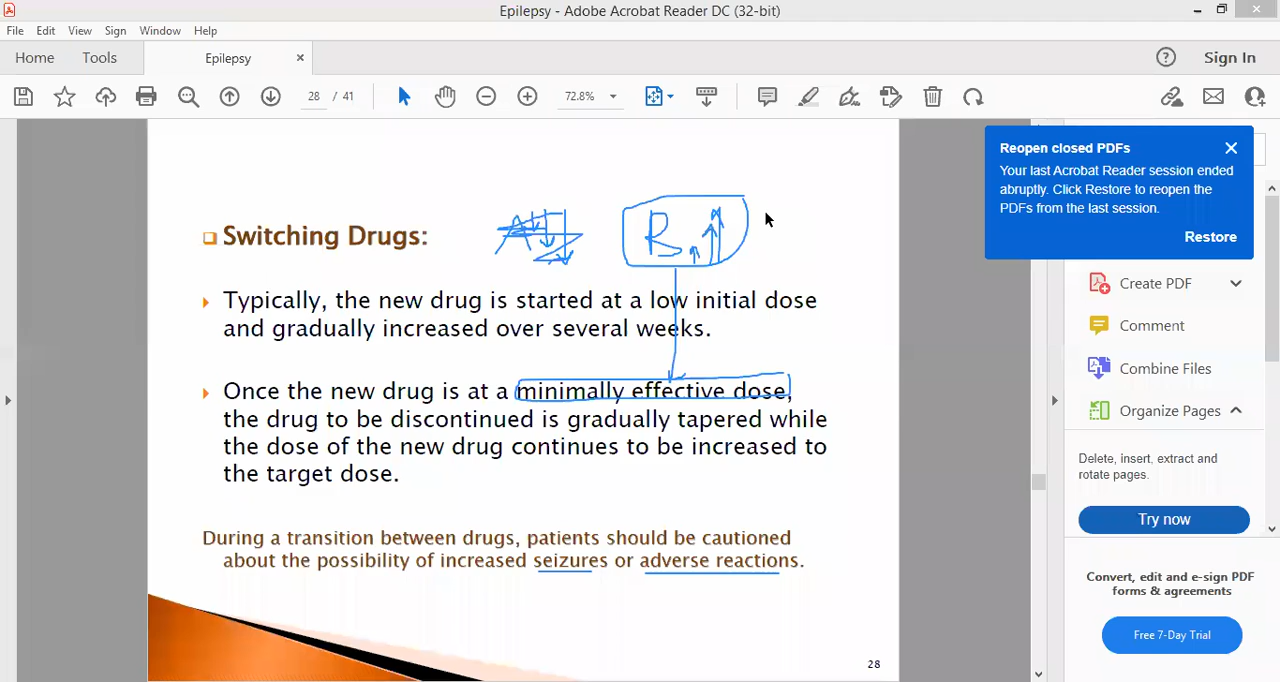 Epilepsy - Adobe Acrobat Reader DC (32-bit)
File Edit View Sign Window Help
Home Tools Epilepsy × ? Sign In
28 / 41 72.8%
Reopen closed PDFs
Your last Acrobat Reader session ended
abruptly. Click Restore to reopen the
PDFs from the last session.
Restore
A B
Switching Drugs:
Typically, the new drug is started at a low initial dose
and gradually increased over several weeks.
Once the new drug is at a minimally effective dose,
the drug to be discontinued is gradually tapered while
the dose of the new drug continues to be increased to
the target dose.
During a transition between drugs, patients should be cautioned
about the possibility of increased seizures or adverse reactions.
28
Create PDF
Comment
Combine Files
Organize Pages
Delete, insert, extract and
rotate pages.
Try now
Convert, edit and e-sign PDF
forms & agreements
Free 7-Day Trial